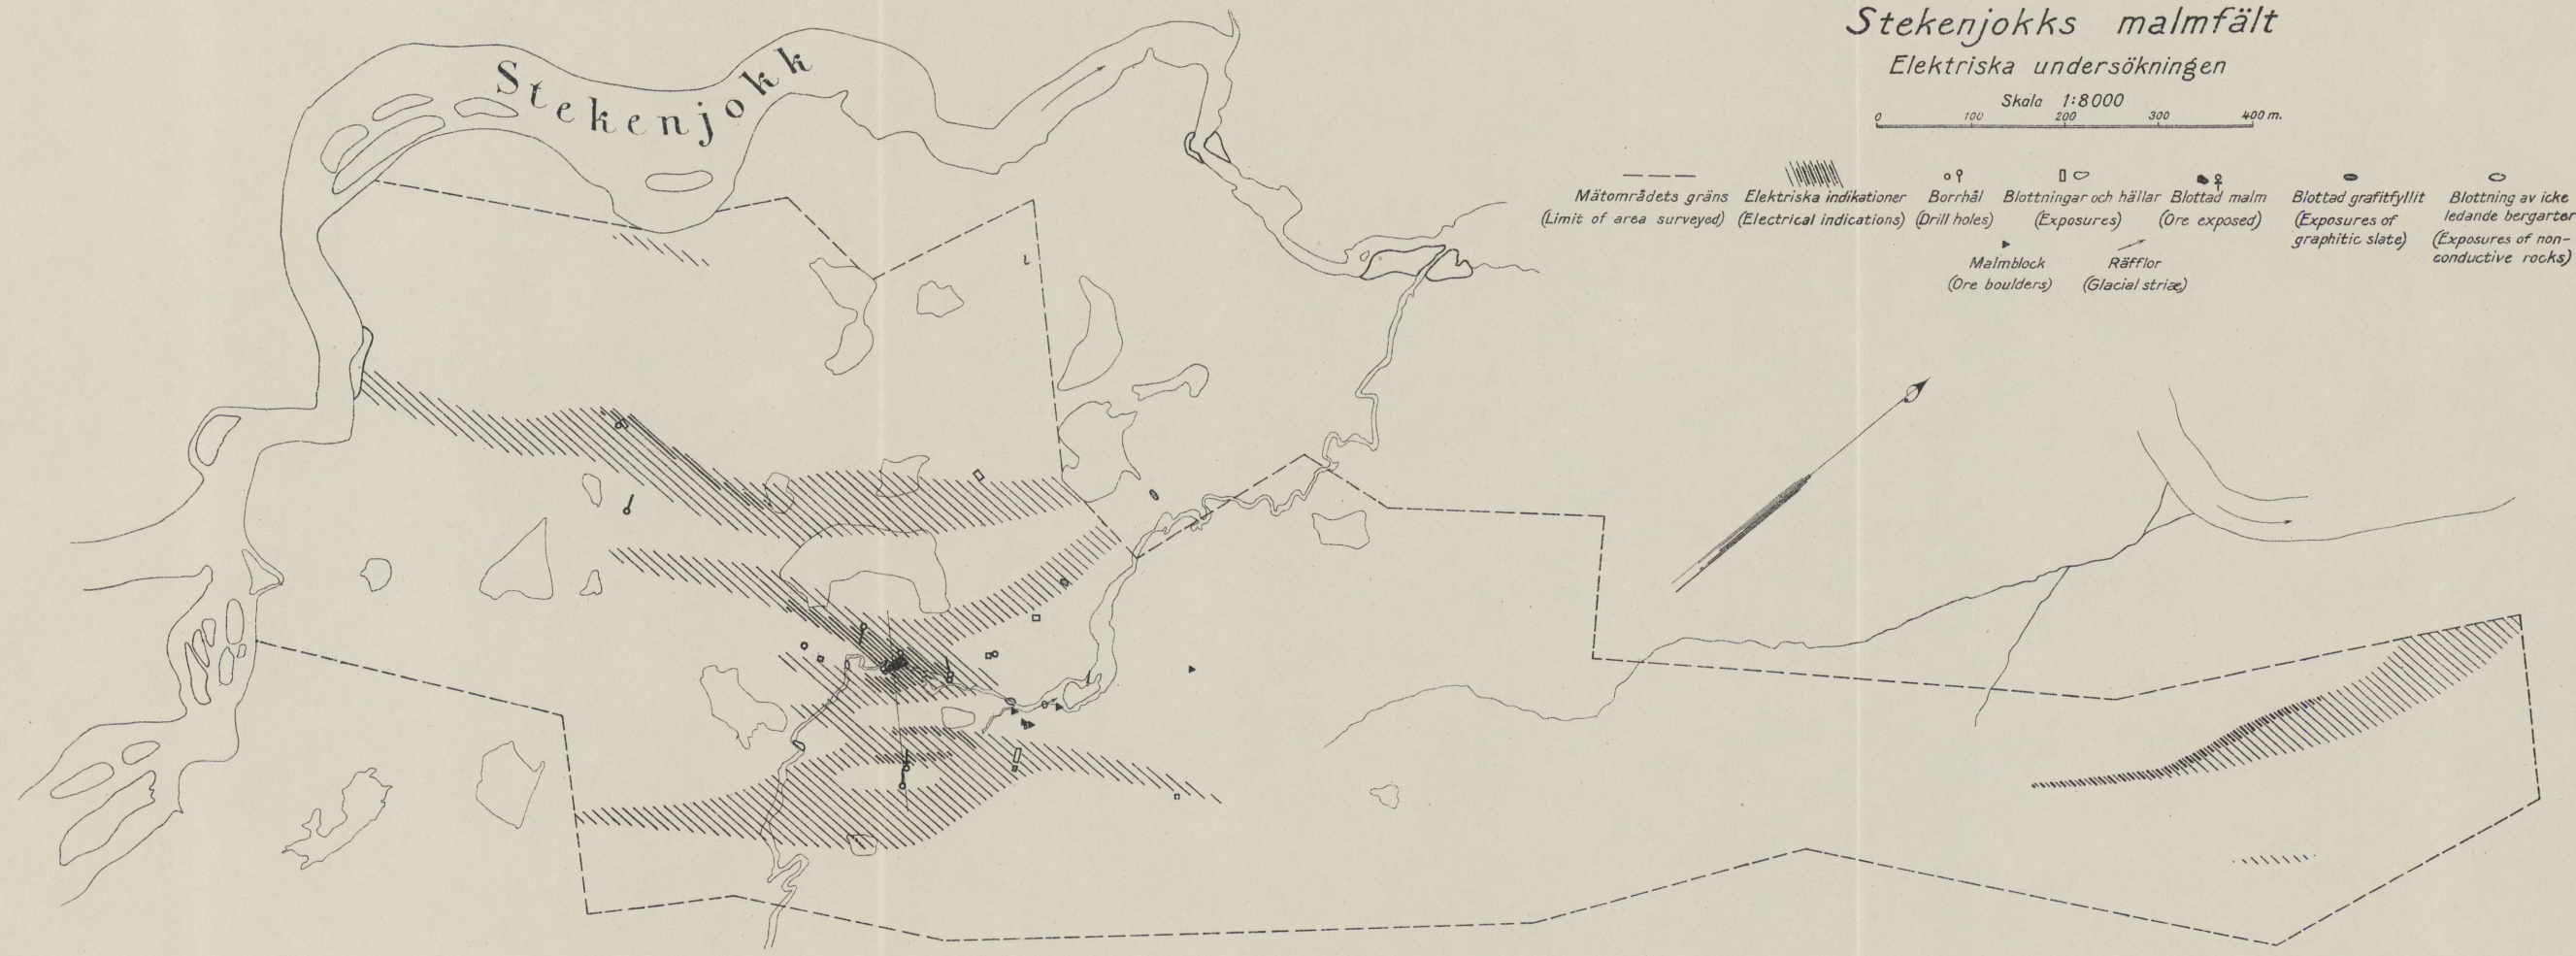 Stekenjokks malmfält
Elektriska undersökningen
Skala 1:8000
0 100 200 300 400 m.
Stekenjokk
Mätområdets gräns
(Limit of area surveyed)
Elektriska indikationer
(Electrical indications)
Borrhål
(Drill holes)
Blottningar och hällar
(Exposures)
Blottad malm
(Ore exposed)
Blottad grafitfyllit
(Exposures of
graphitic slate)
Blottning av icke
ledande bergarter
(Exposures of non-
conductive rocks)
Malmblock
(Ore boulders)
Räfflor
(Glacial striæ)